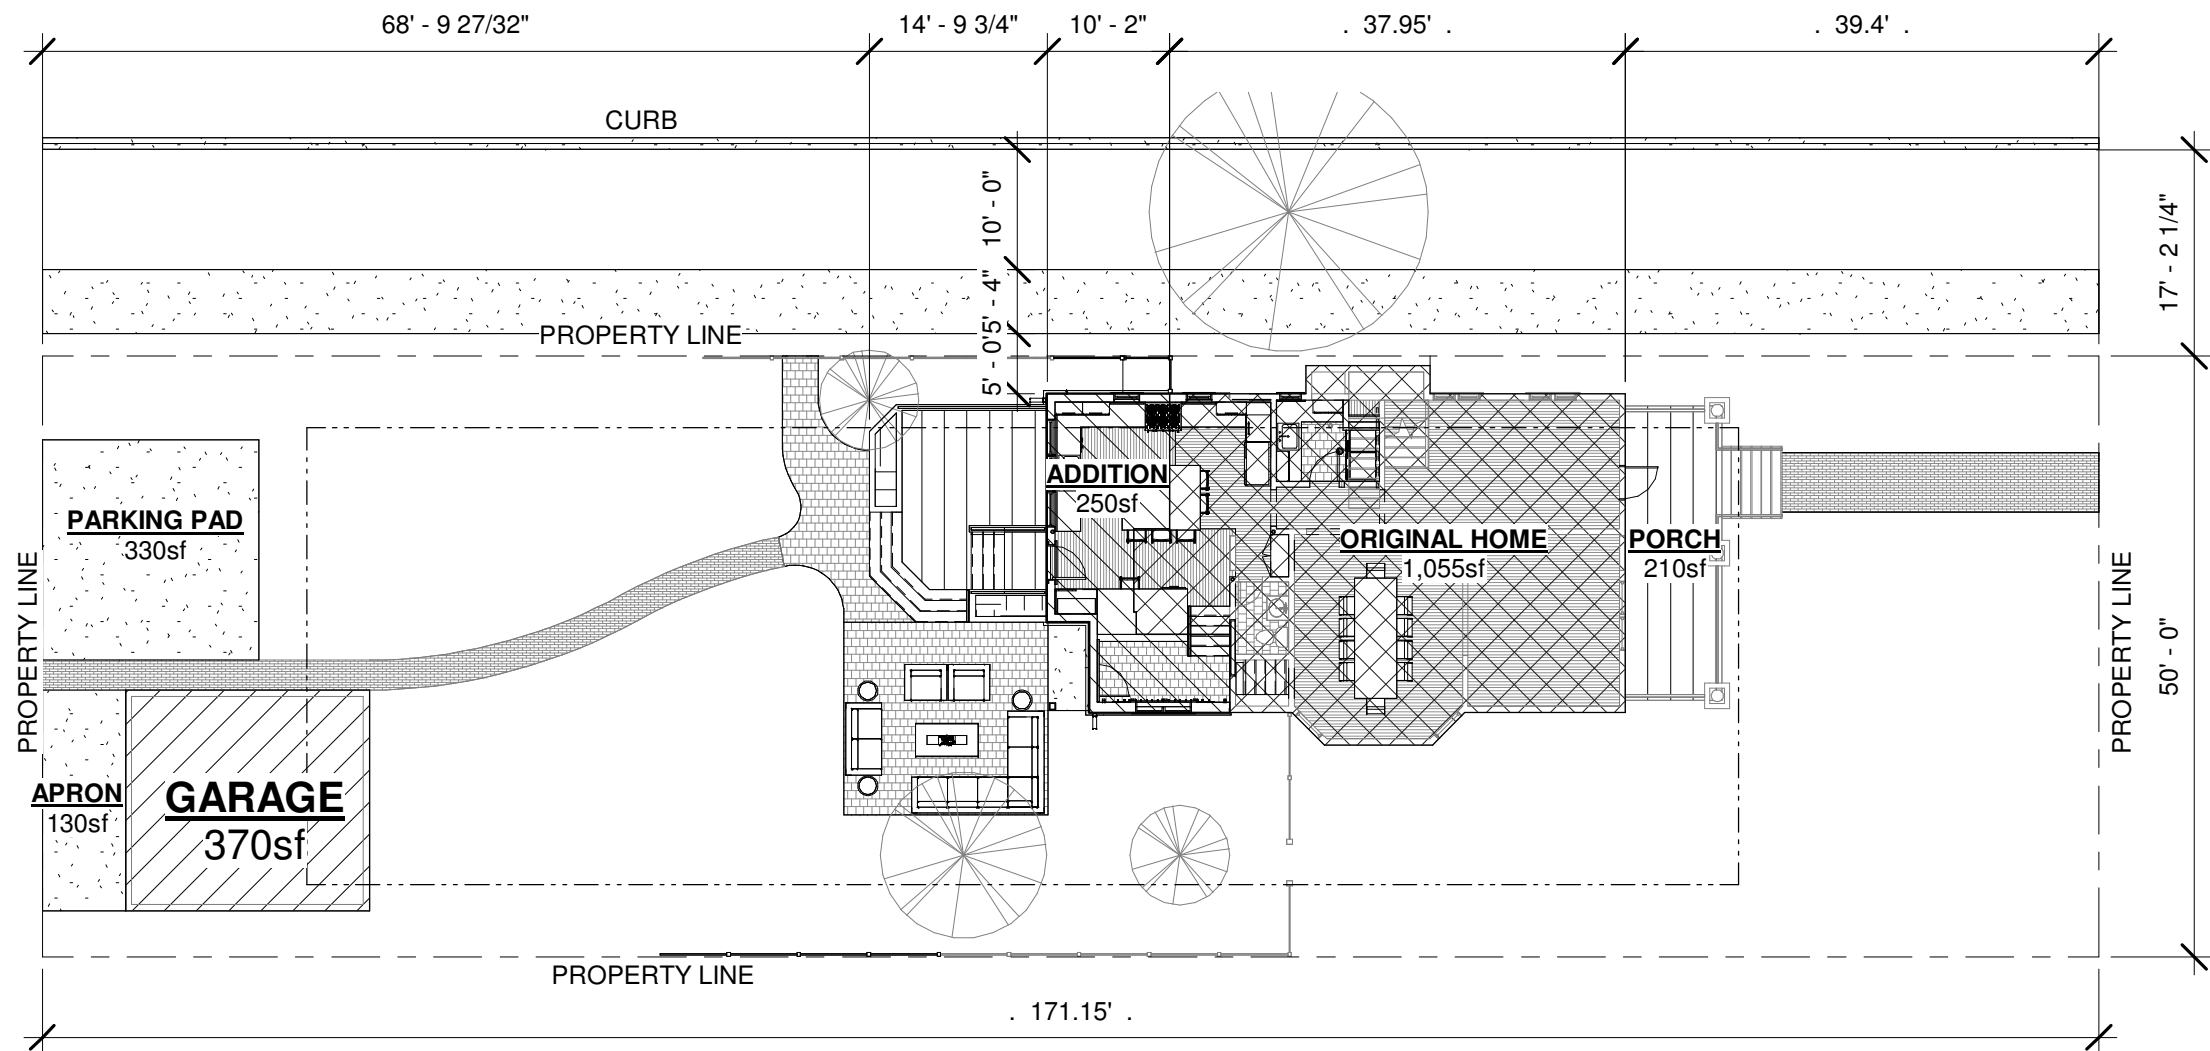 68' - 9 27/32"
14' - 9 3/4"
10' - 2"
. 37.95' .
. 39.4' .
CURB
10' - 0"
17' - 2 1/4"
5' - 4"
PROPERTY LINE
5' - 0"
ADDITION
250sf
PARKING PAD
330sf
ORIGINAL HOME
1,055sf
PORCH
210sf
PROPERTY LINE
PROPERTY LINE
50' - 0"
APRON
130sf
GARAGE
370sf
PROPERTY LINE
. 171.15' .